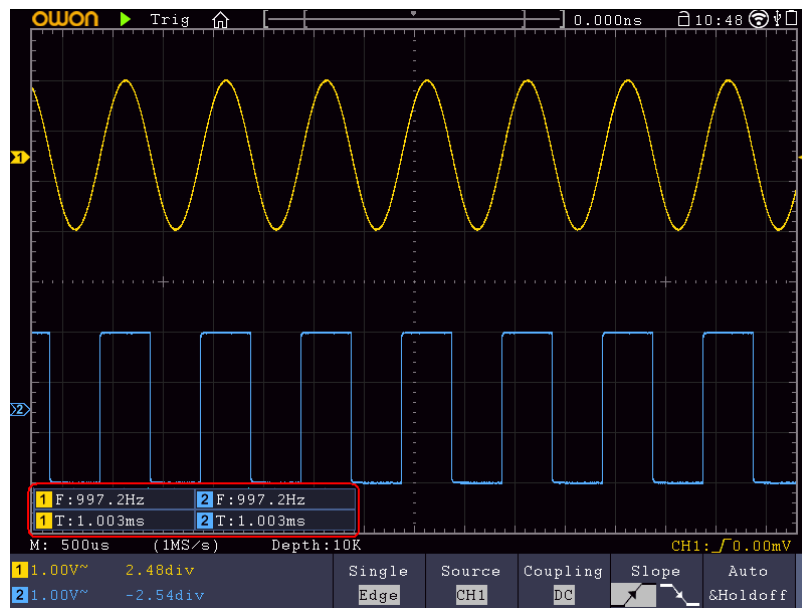 OWON Trig 0.000ns 10:48
1
2
1 F:997.2Hz 2 F:997.2Hz
1 T:1.003ms 2 T:1.003ms
M: 500us (1MS/s) Depth:10K CH1: 0.00mV
1 1.00V~ 2.48div Single Source Coupling Slope Auto
2 1.00V~ -2.54div Edge CH1 DC &Holdoff